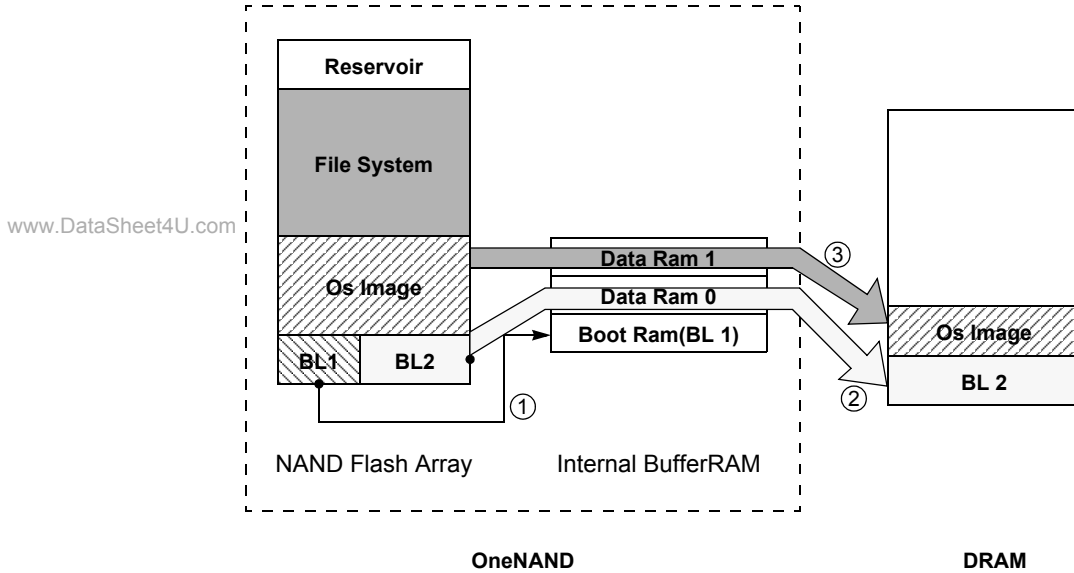 Reservoir
File System
www.DataSheet4U.com
Data Ram 1
③
Os Image
Data Ram 0
Boot Ram(BL 1)
Os Image
BL1
BL2
BL 2
②
①
NAND Flash Array
Internal BufferRAM
OneNAND
DRAM